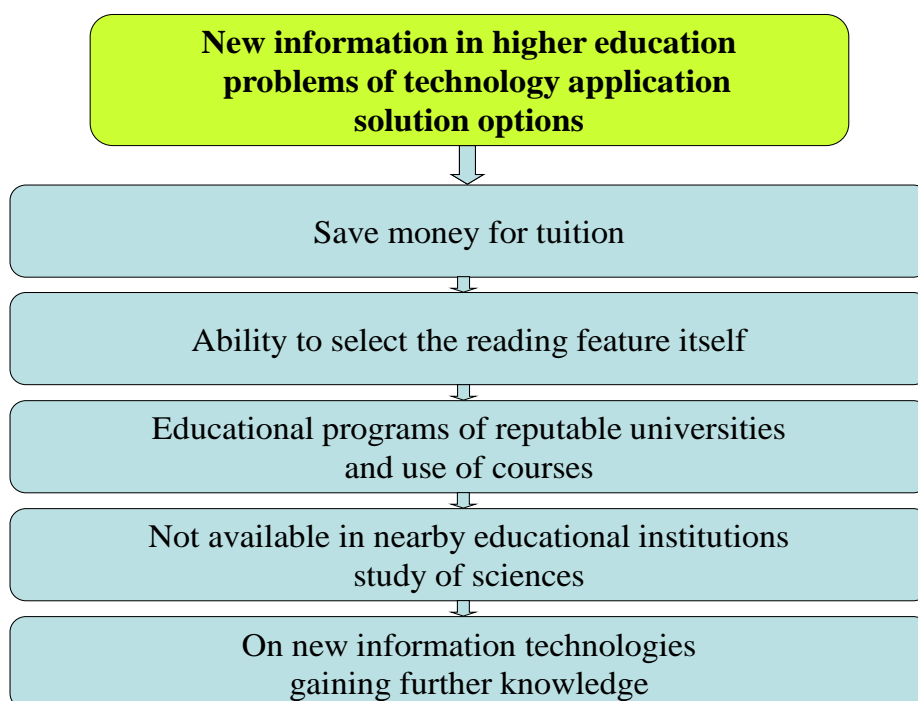 New information in higher education
problems of technology application
solution options
Save money for tuition
Ability to select the reading feature itself
Educational programs of reputable universities
and use of courses
Not available in nearby educational institutions
study of sciences
On new information technologies
gaining further knowledge